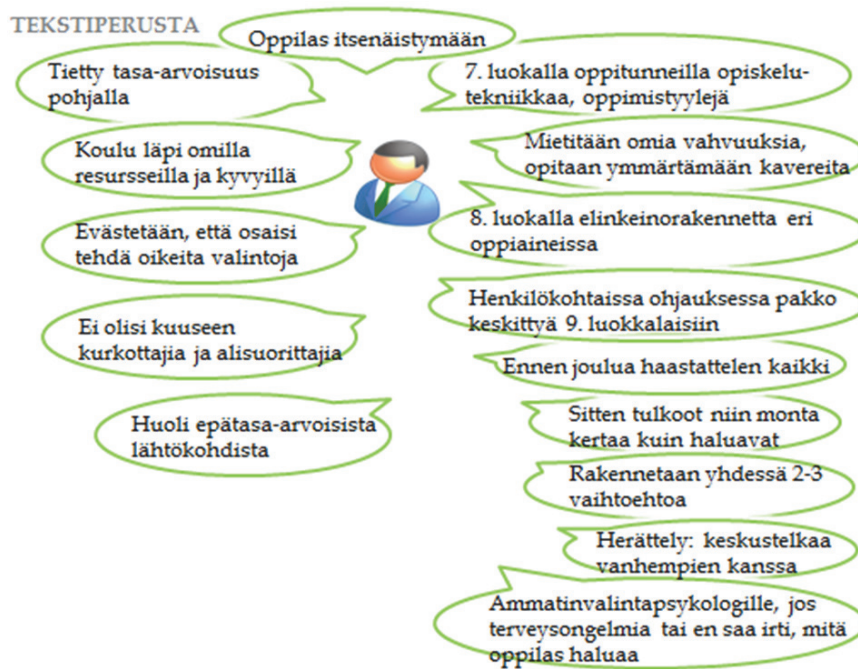 TEKSTIPERUSTA
Oppilas itsenäistymään
Tietty tasa-arvoisuus
pohjalla
Koulu läpi omilla
resursseilla ja kyvyillä
Evästetään, että osaisi
tehdä oikeita valintoja
Ei olisi kuuseen
kurkottajia ja alisuorittajia
Huoli epätasa-arvoisista
lähtökohdista
7. luokalla oppitunneilla opiskelu-
tekniikkaa, oppimistyylejä
Mietitään omia vahvuuksia,
opitaan ymmärtämään kavereita
8. luokalla elinkeinorakennetta eri
oppiaineissa
Henkilökohtaissa ohjauksessa pakko
keskittyä 9. luokkalaisiin
Ennen joulua haastattelen kaikki
Sitten tulkoot niin monta
kertaa kuin haluavat
Rakennetaan yhdessä 2-3
vaihtoehtoa
Herättely: keskustelkaa
vanhempien kanssa
Ammatinvalintapsykologille, jos
terveysongelmia tai en saa irti, mitä
oppilas haluaa